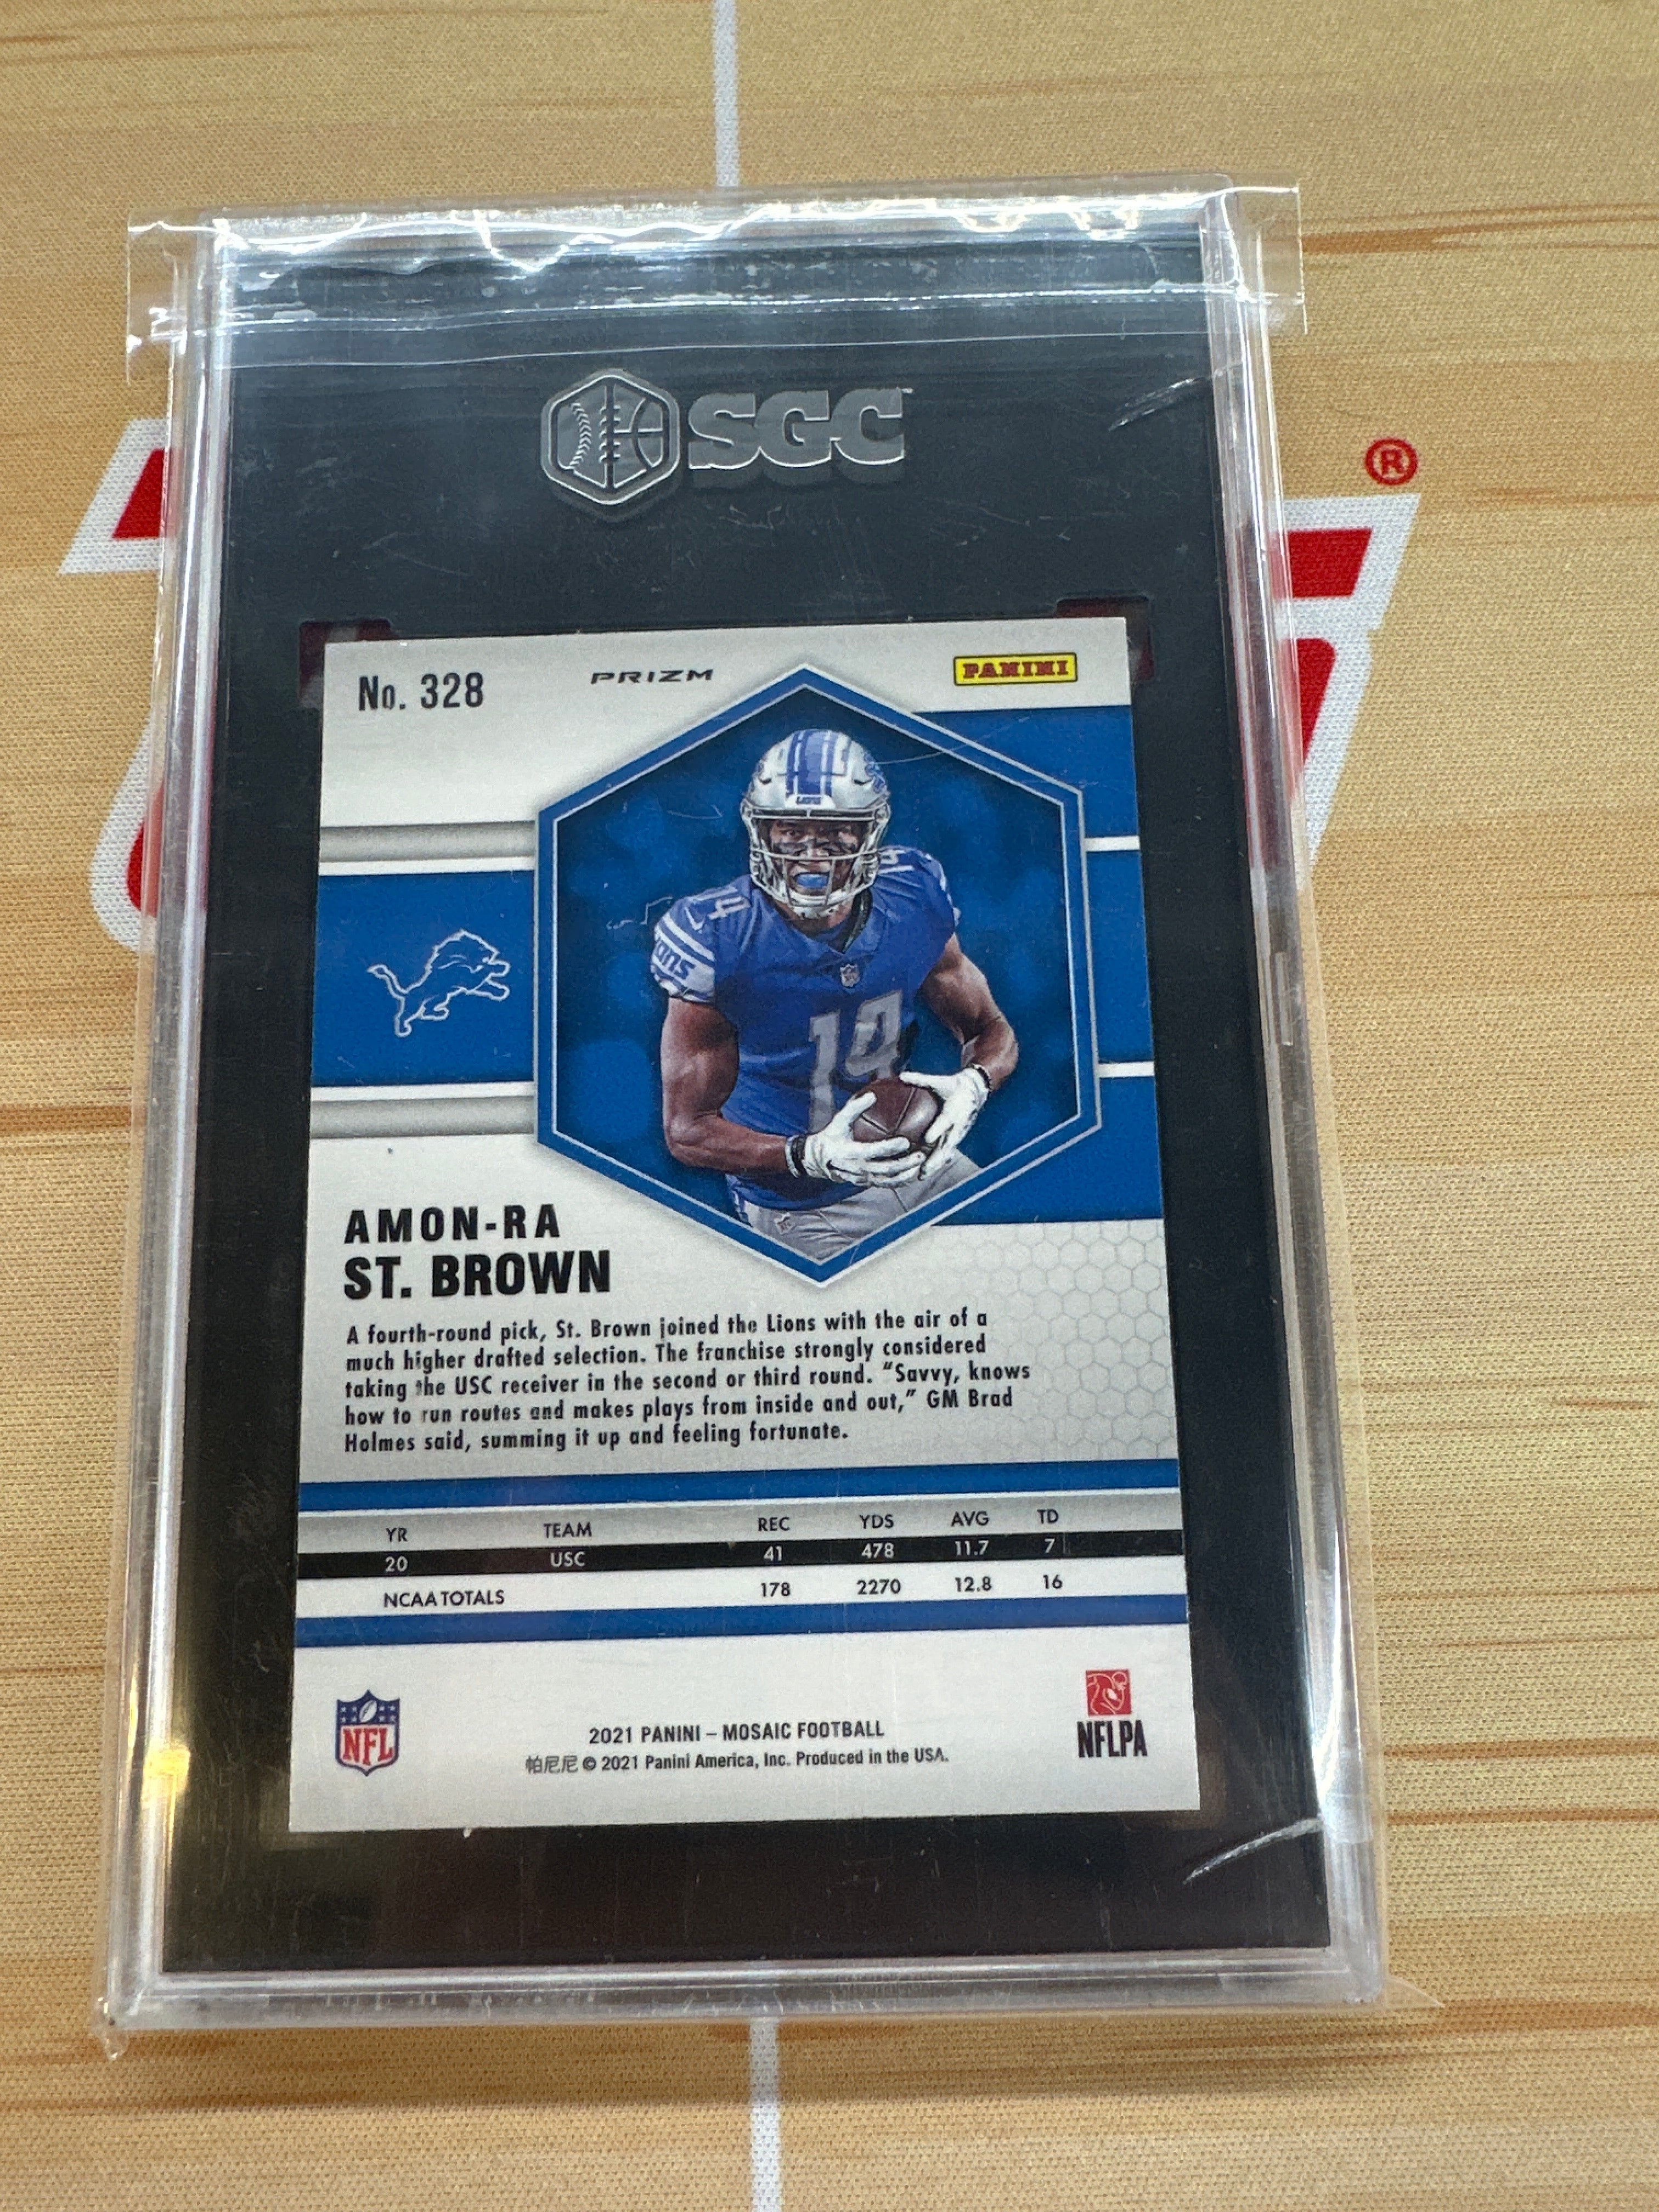 ®
SGC
No. 328
PRIZM
PANINI
LIONS
14
14
14
AMON-RA
ST. BROWN
A fourth-round pick, St. Brown joined the Lions with the air of a
much higher drafted selection. The franchise strongly considered
taking the USC receiver in the second or third round. “Savvy, knows
how to run routes and makes plays from inside and out,” GM Brad
Holmes said, summing it up and feeling fortunate.
YR TEAM REC YDS AVG TD
20 USC 41 478 11.7 7
NCAA TOTALS 178 2270 12.8 16
NFL
2021 PANINI – MOSAIC FOOTBALL
帕尼尼 © 2021 Panini America, Inc. Produced in the USA.
NFLPA